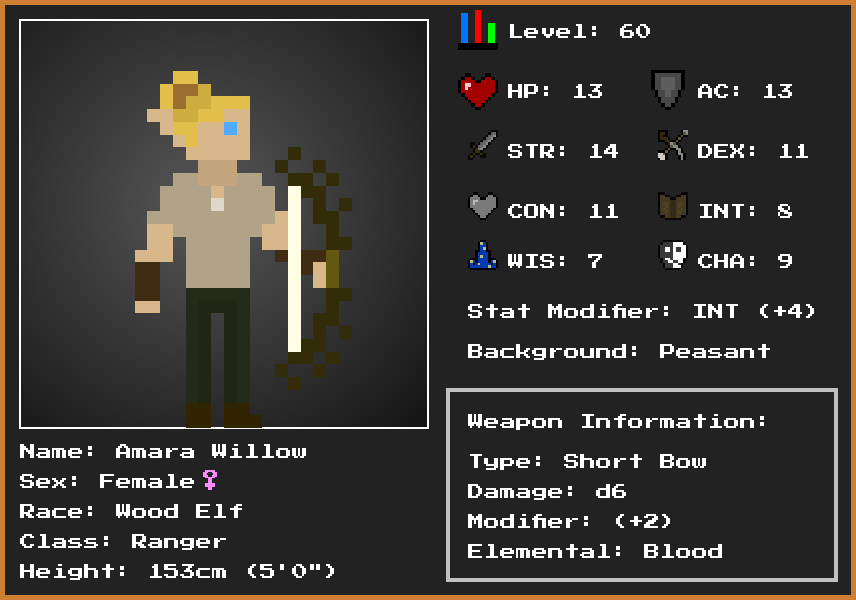 Level: 60
HP: 13
AC: 13
STR: 14
DEX: 11
CON: 11
INT: 8
WIS: 7
CHA: 9
Stat Modifier: INT (+4)
Background: Peasant
Weapon Information:
Type: Short Bow
Damage: d6
Modifier: (+2)
Elemental: Blood
Name: Amara Willow
Sex: Female♀
Race: Wood Elf
Class: Ranger
Height: 153cm (5'0")